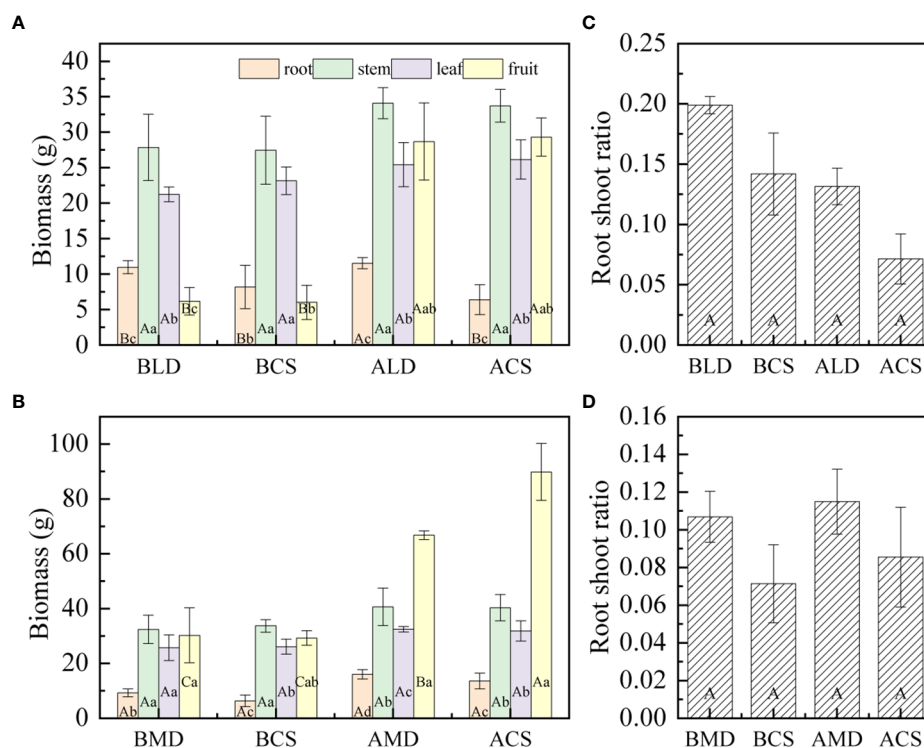 A
Biomass (g)
40
35
30
25
20
15
10
5
0
root stem leaf fruit
Bc Aa Ab Bc
Bb Aa Aa Bb
Ac Aa Ab Aab
Bc Aa Ab Aab
BLD BCS ALD ACS
C
Root shoot ratio
0.25
0.20
0.15
0.10
0.05
0.00
A A A A
BLD BCS ALD ACS
B
Biomass (g)
100
80
60
40
20
0
Ab Aa Aa Ca
Ac Aa Ab Cab
Ad Ab Ac Ba
Ac Ab Ab Aa
BMD BCS AMD ACS
D
Root shoot ratio
0.16
0.14
0.12
0.10
0.08
0.06
0.04
0.02
0.00
A A A A
BMD BCS AMD ACS